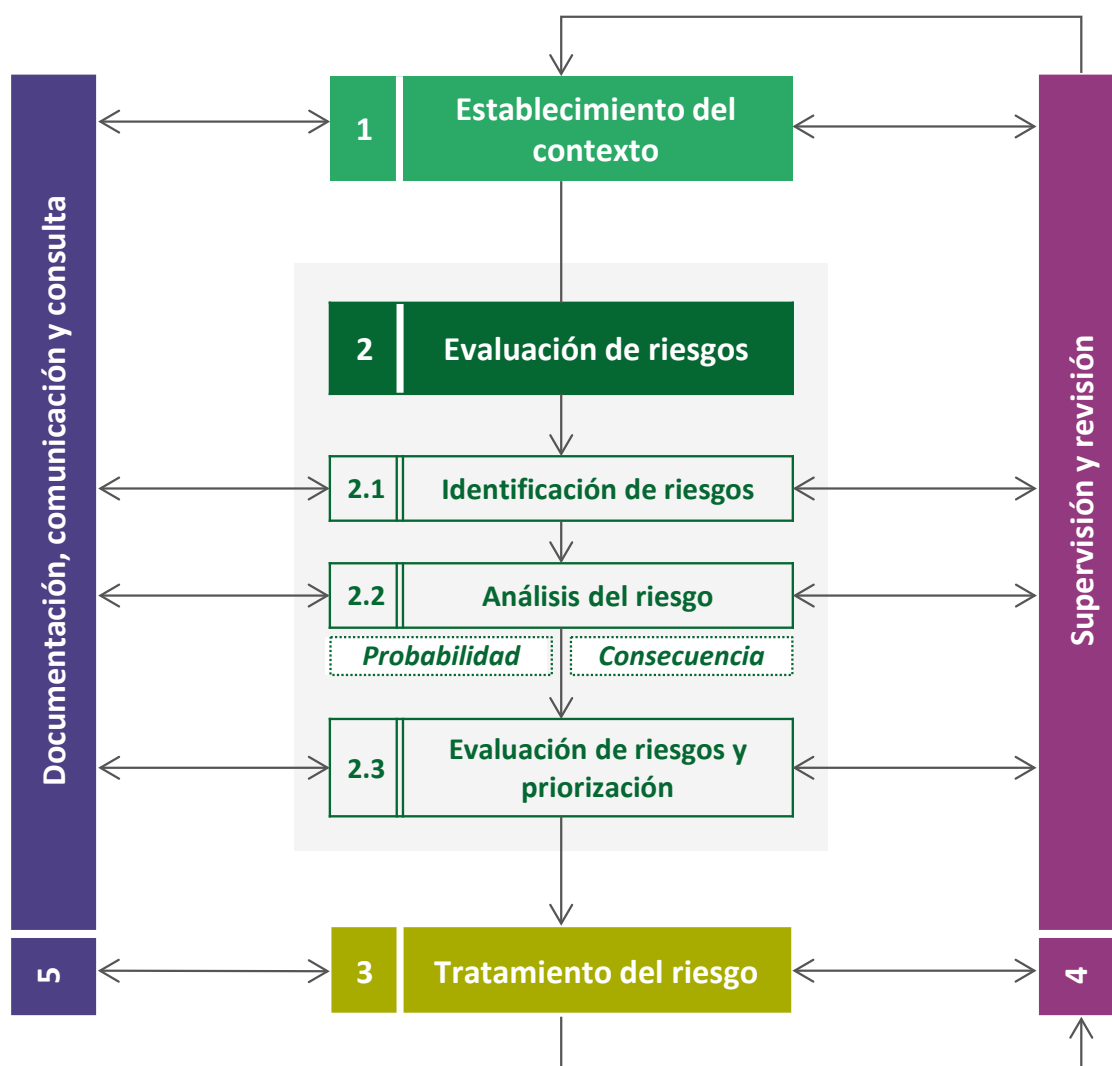 1
Establecimiento del
contexto
Documentación, comunicación y consulta
2
Evaluación de riesgos
Supervisión y revisión
2.1
Identificación de riesgos
2.2
Análisis del riesgo
Probabilidad
Consecuencia
2.3
Evaluación de riesgos y
priorización
5
3
Tratamiento del riesgo
4